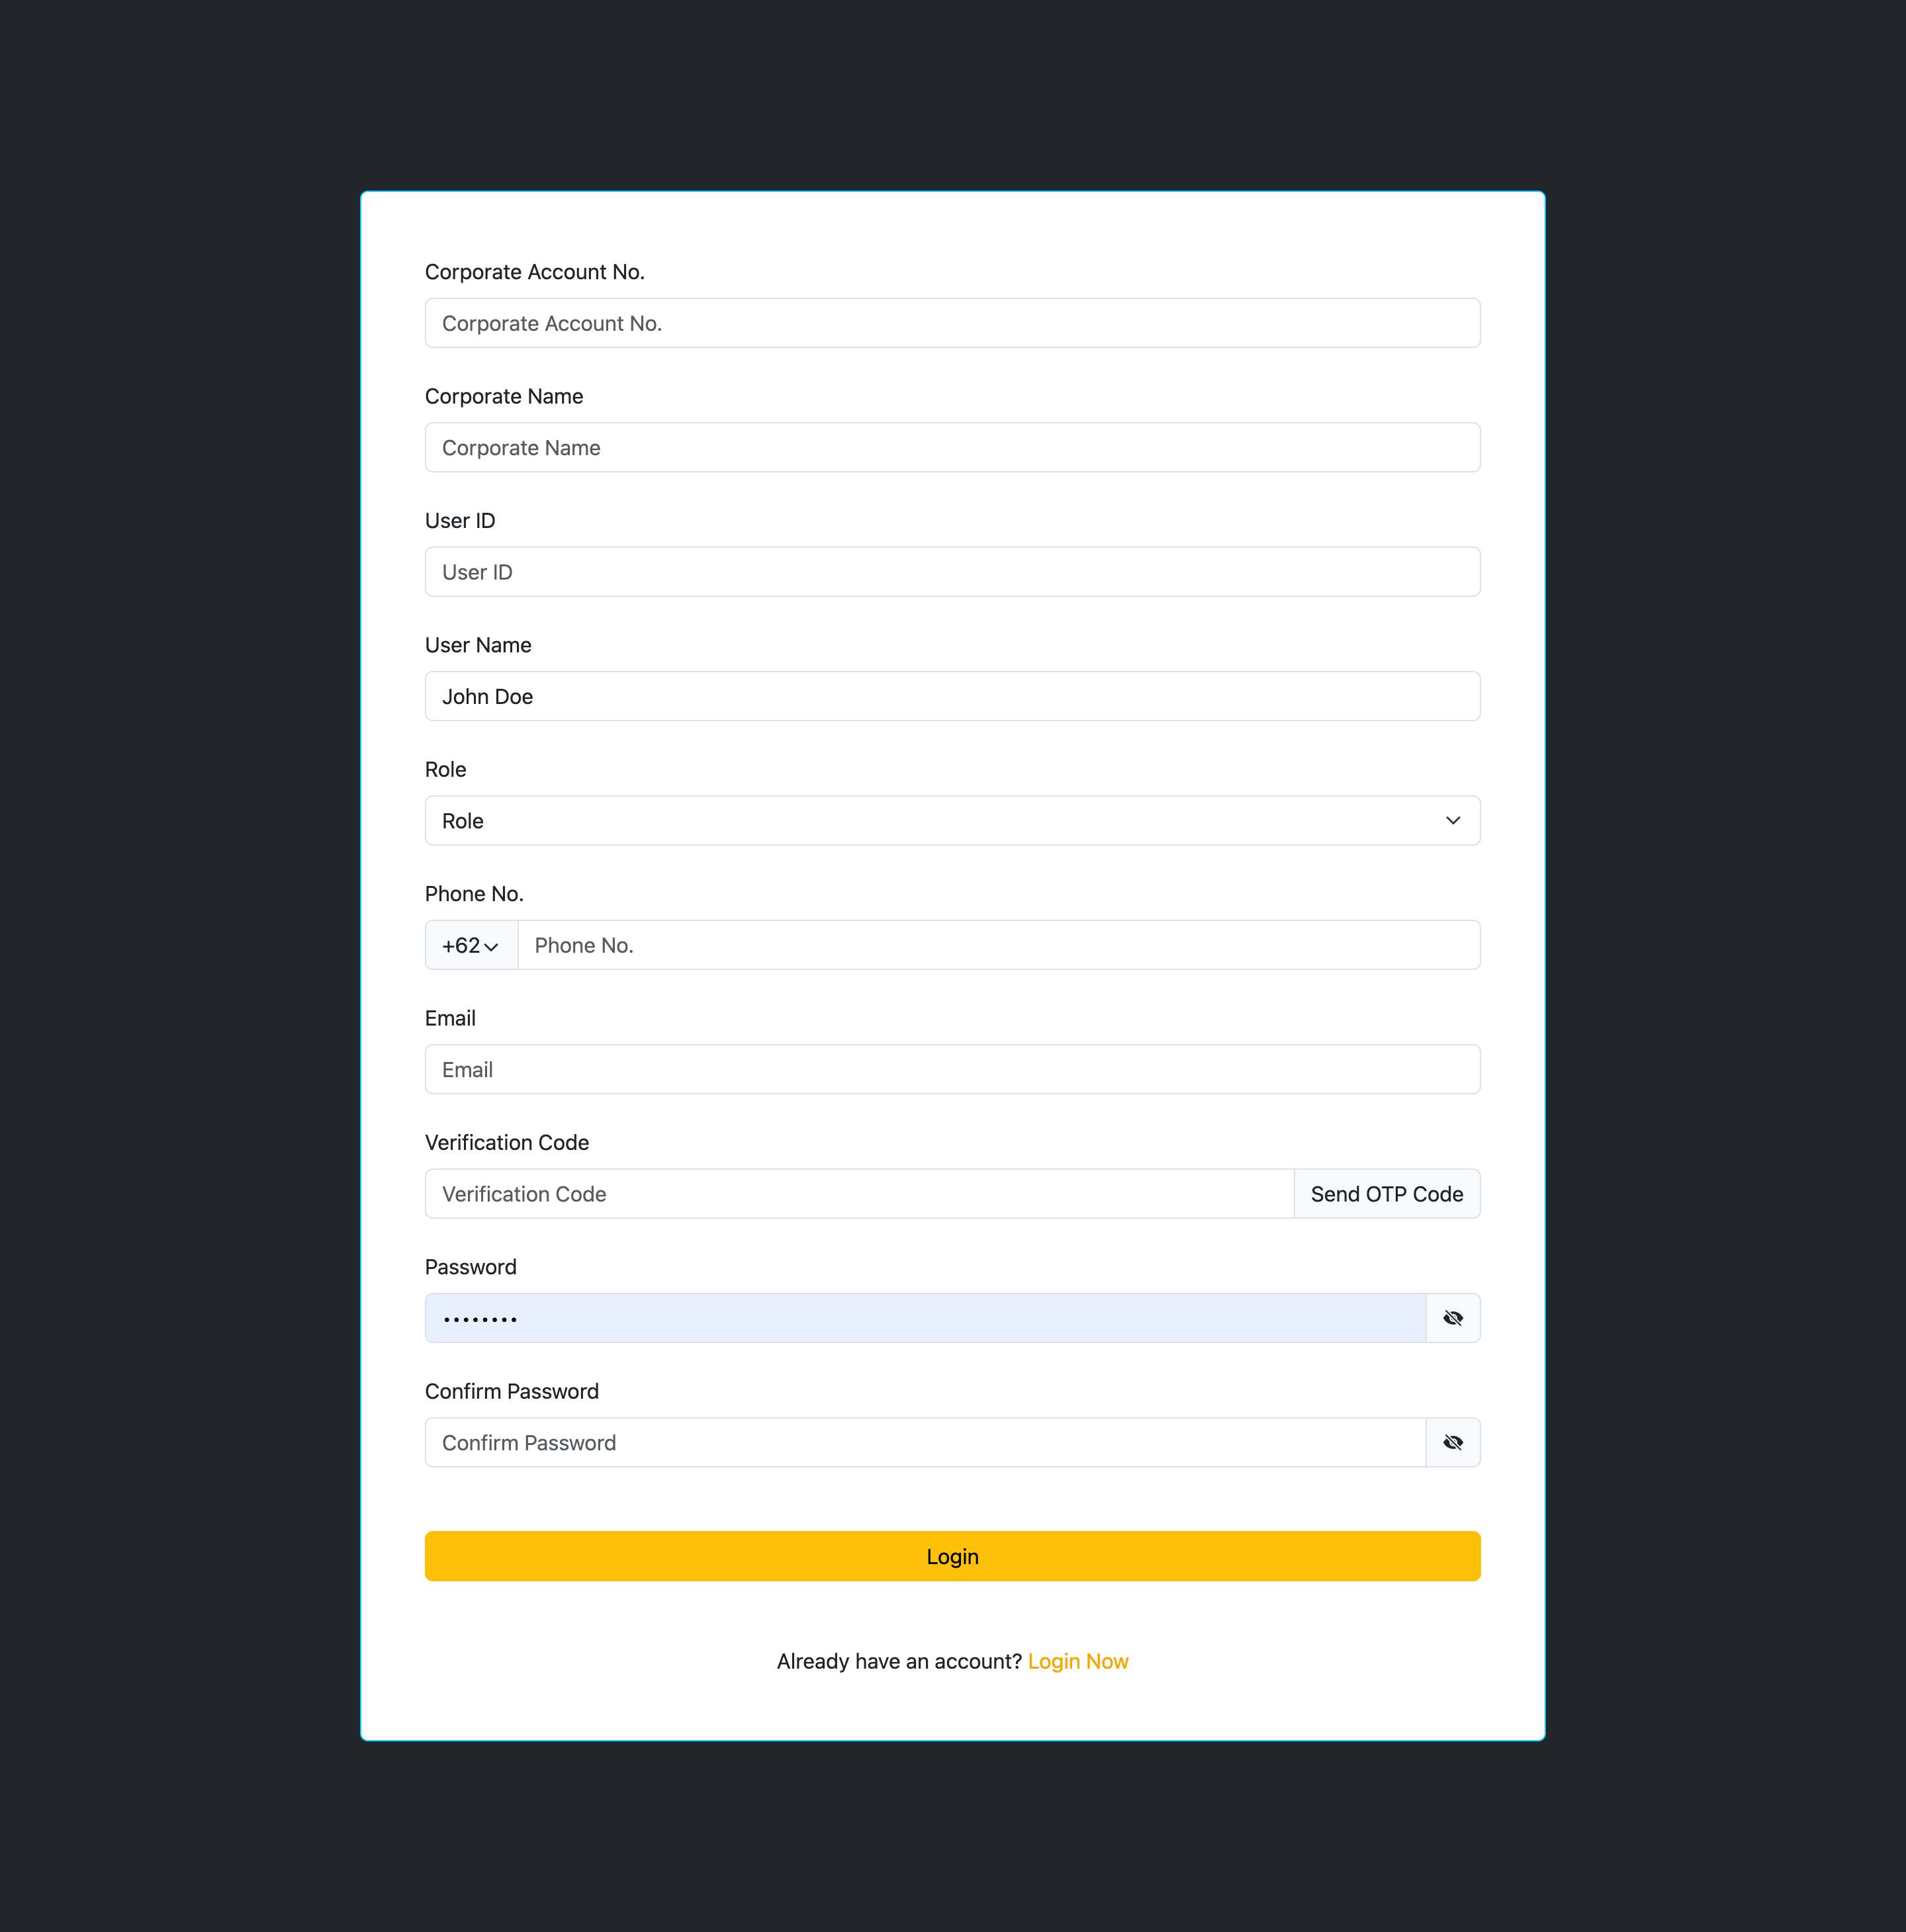 Corporate Account No.
Corporate Account No.
Corporate Name
Corporate Name
User ID
User ID
User Name
John Doe
Role
Role
Phone No.
+62 Phone No.
Email
Email
Verification Code
Verification Code Send OTP Code
Password
••••••••
Confirm Password
Confirm Password
Login
Already have an account? Login Now